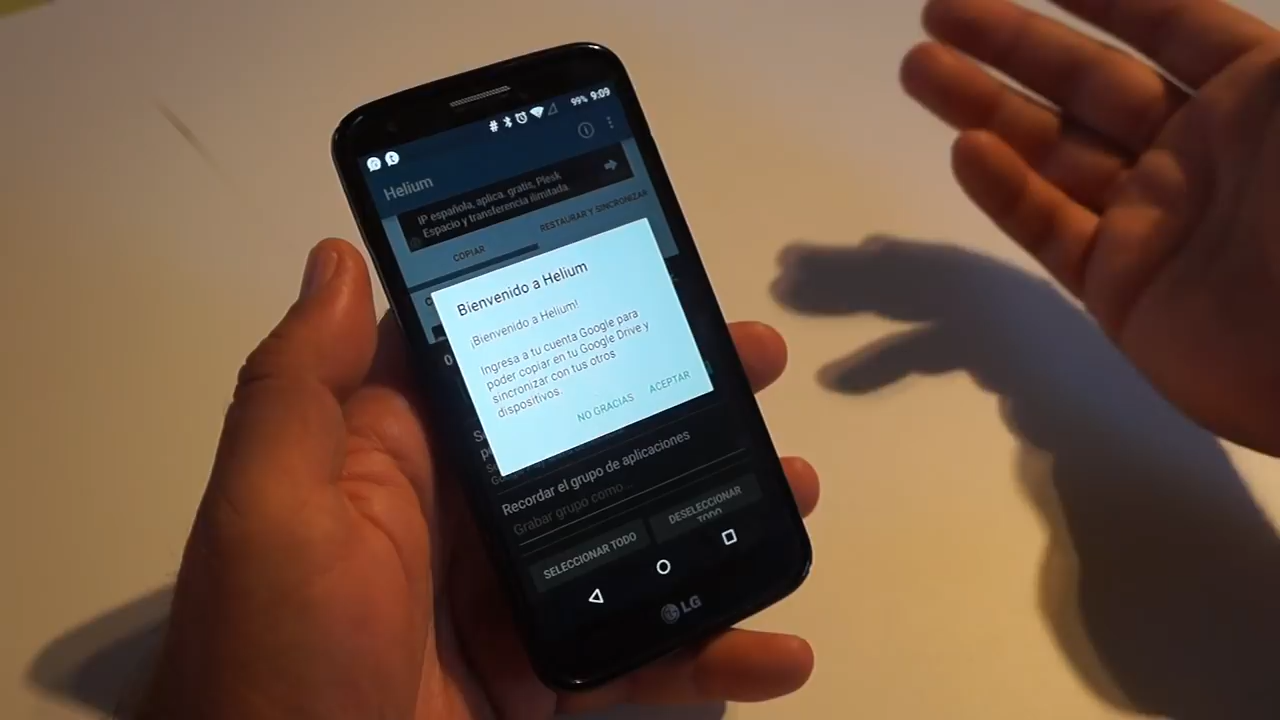 99% 9:09
Helium
IP española, aplica. gratis, Plesk
Espacio y transferencia ilimitada.
COPIAR
RESTAURAR Y SINCRONIZAR
Bienvenido a Helium
¡Bienvenido a Helium!
Ingresa a tu cuenta Google para
poder copiar en tu Google Drive y
sincronizar con tus otros
dispositivos.
NO GRACIAS
ACEPTAR
Recordar el grupo de aplicaciones
Grabar grupo como...
SELECCIONAR TODO
DESELECCIONAR
TODO
LG